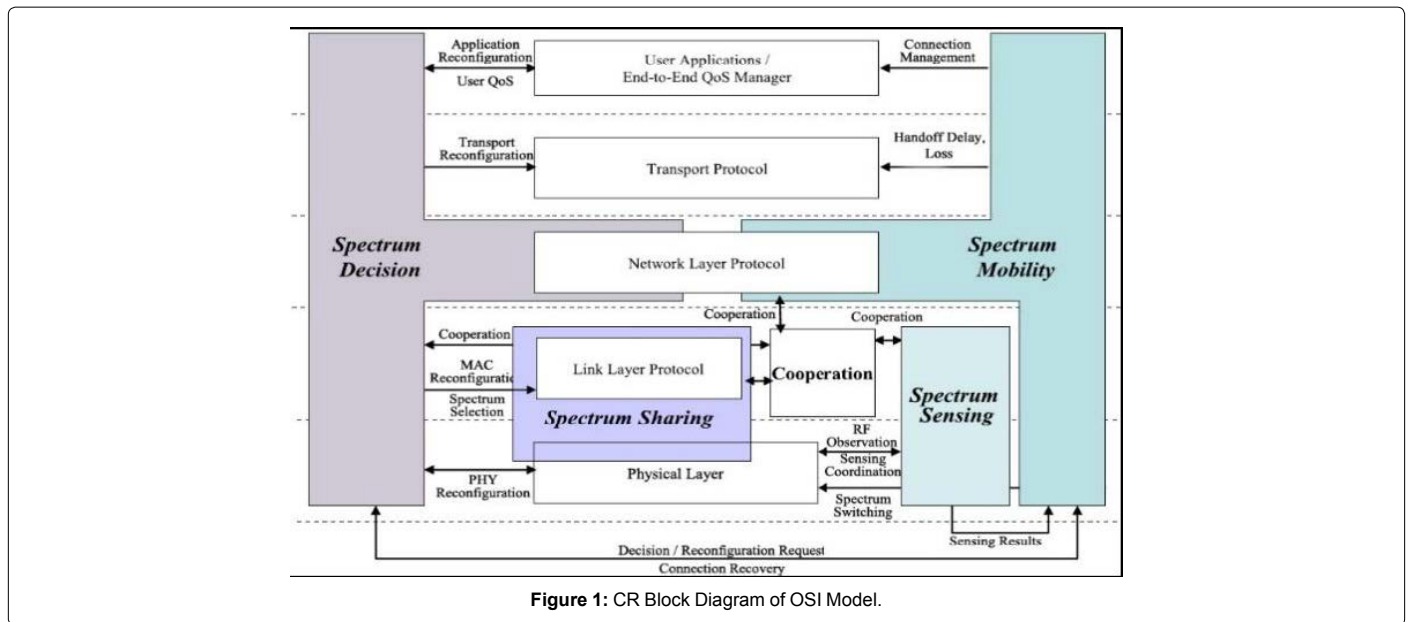 Application
Reconfiguration
User QoS
User Applications /
End-to-End QoS Manager
Connection
Management
Transport
Reconfiguration
Transport Protocol
Handoff Delay,
Loss
Spectrum
Decision
Network Layer Protocol
Spectrum
Mobility
Cooperation
Cooperation
Cooperation
MAC
Reconfiguratic
Spectrum
Selection
Link Layer Protocol
Spectrum Sharing
Cooperation
Spectrum
Sensing
RF
Observation
Sensing
Coordination
Physical Layer
PHY
Reconfiguration
Spectrum
Switching
Sensing Results
Decision / Reconfiguration Request
Connection Recovery
Figure 1: CR Block Diagram of OSI Model.